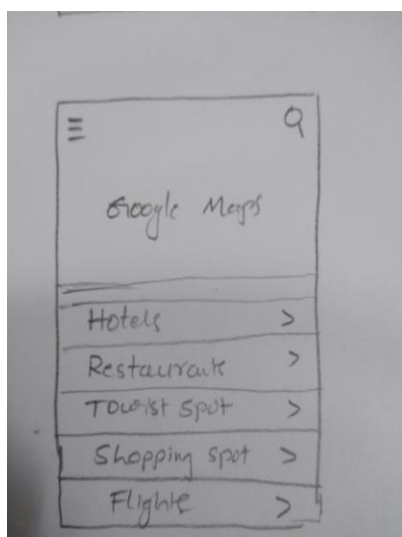 Google Maps
Hotels >
Restaurants >
Tourist Spot >
Shopping spot >
Flights >